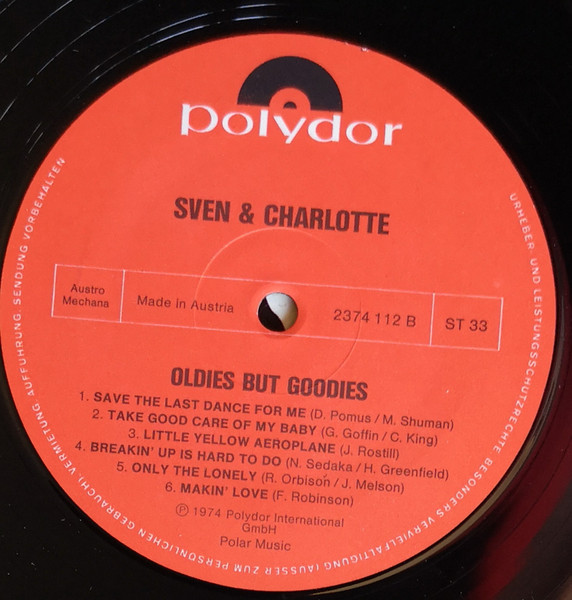 polydor
SVEN & CHARLOTTE
Austro
Mechana
Made in Austria
2374 112 B
ST 33
OLDIES BUT GOODIES
1. SAVE THE LAST DANCE FOR ME (D. Pomus / M. Shuman)
2. TAKE GOOD CARE OF MY BABY (G. Goffin / C. King)
3. LITTLE YELLOW AEROPLANE (J. Rostill)
4. BREAKIN' UP IS HARD TO DO (N. Sedaka / H. Greenfield)
5. ONLY THE LONELY (R. Orbison / J. Melson)
6. MAKIN' LOVE (F. Robinson)
℗ 1974 Polydor International
GmbH
Polar Music
URHEBER- UND LEISTUNGSSCHUTZRECHTE BESONDERS VERVIELFÄLTIGUNG (AUSSER ZUM PERSÖNLICHEN GEBRAUCH) VERMIETUNG, AUFFÜHRUNG, SENDUNG VORBEHALTEN